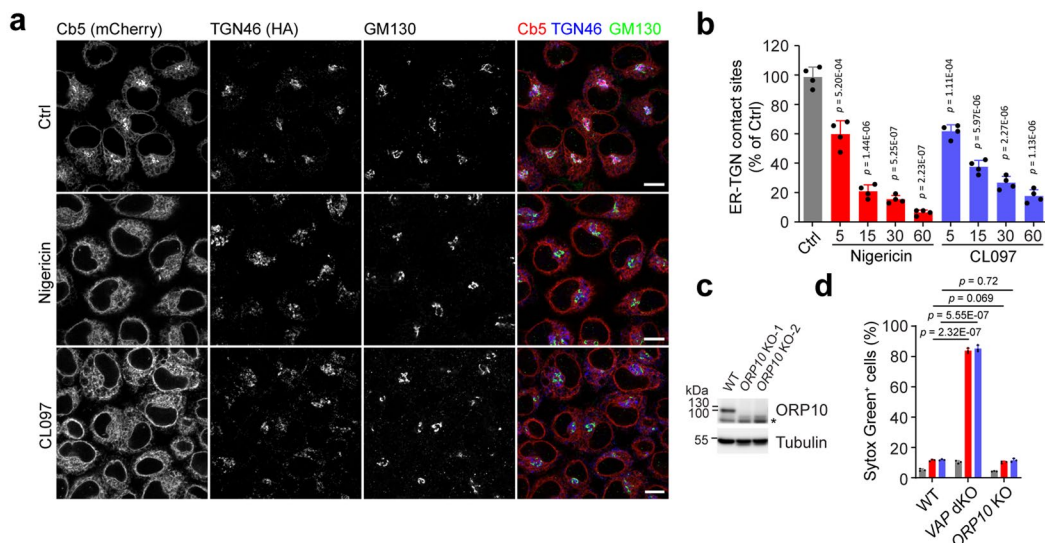 a
Cb5 (mCherry) TGN46 (HA) GM130 Cb5 TGN46 GM130
Ctrl
Nigericin
CL097
b
ER-TGN contact sites
(% of Ctrl)
120
100
80
60
40
20
0
p = 5.20E-04
p = 1.44E-06
p = 5.25E-07
p = 2.23E-07
p = 1.11E-04
p = 5.97E-06
p = 2.27E-06
p = 1.13E-06
Ctrl 5 15 30 60 5 15 30 60
Nigericin CL097
c
WT
ORP10 KO-1
ORP10 KO-2
kDa
130
100
ORP10
*
55
Tubulin
d
p = 0.72
p = 0.069
p = 5.55E-07
p = 2.32E-07
Sytox Green⁺ cells (%)
100
80
60
40
20
0
WT
VAP dKO
ORP10 KO